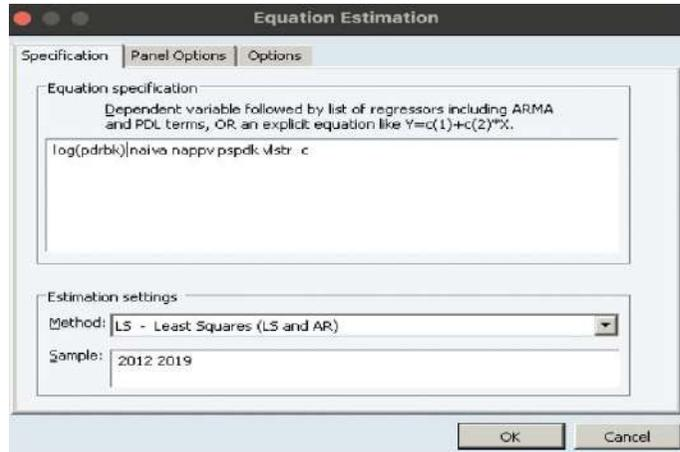 Equation Estimation
Specification Panel Options Options
Equation specification
Dependent variable followed by list of regressors including ARMA
and PDL terms, OR an explicit equation like Y=c(1)+c(2)*X.
log(pdrbk) naiva nappv pspdk vlstr c
Estimation settings
Method: LS - Least Squares (LS and AR)
Sample: 2012 2019
OK Cancel